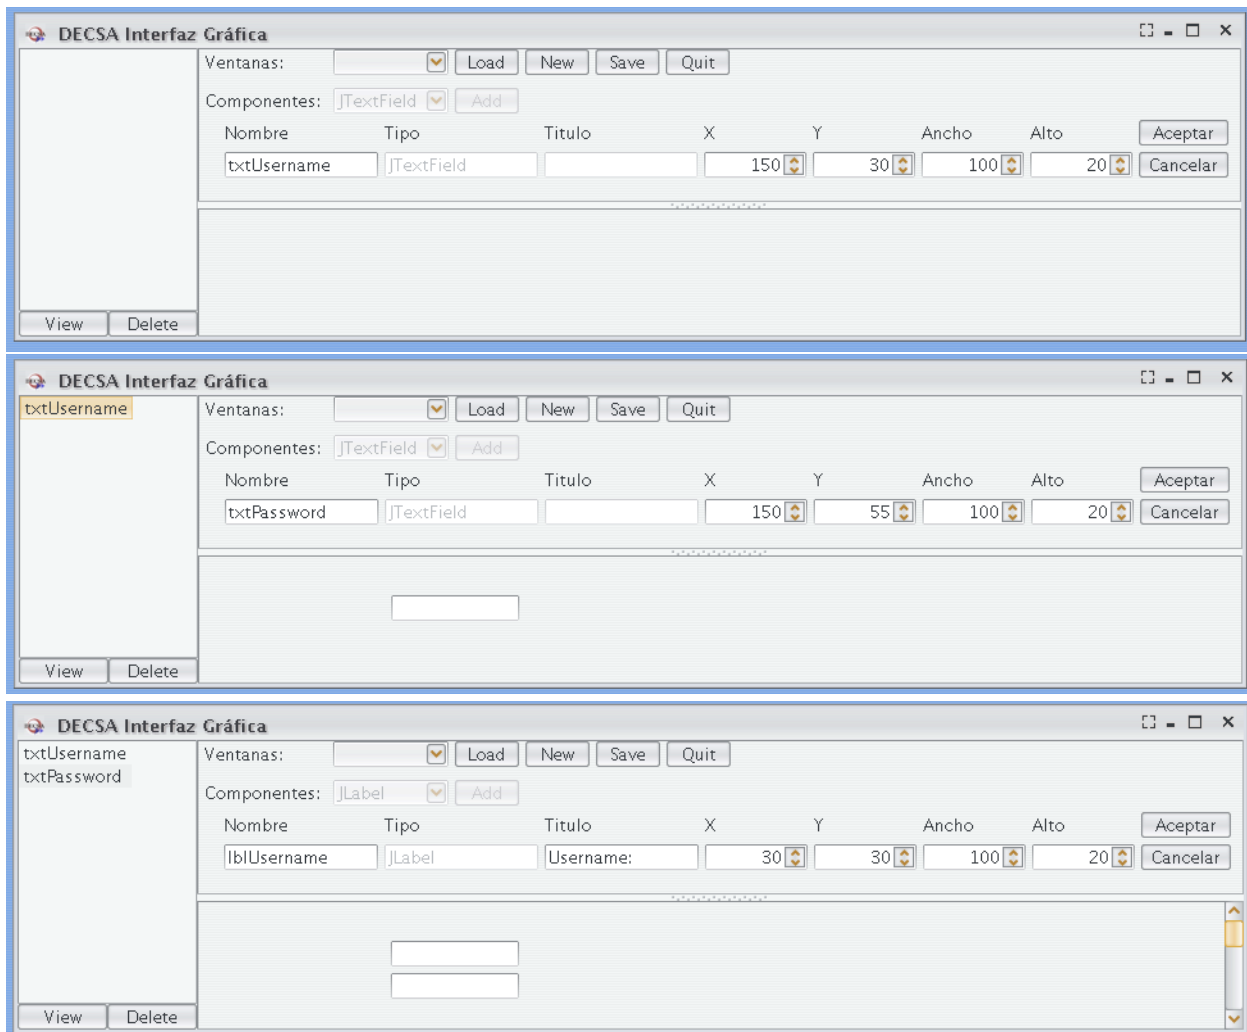 DECSA Interfaz Gráfica
Ventanas: Load New Save Quit
Componentes: JTextField Add
Nombre Tipo Titulo X Y Ancho Alto Aceptar
txtUsername JTextField 150 30 100 20 Cancelar
View Delete
DECSA Interfaz Gráfica
txtUsername Ventanas: Load New Save Quit
Componentes: JTextField Add
Nombre Tipo Titulo X Y Ancho Alto Aceptar
txtPassword JTextField 150 55 100 20 Cancelar
View Delete
DECSA Interfaz Gráfica
txtUsername Ventanas: Load New Save Quit
txtPassword
Componentes: JLabel Add
Nombre Tipo Titulo X Y Ancho Alto Aceptar
lblUsername JLabel Username: 30 30 100 20 Cancelar
View Delete